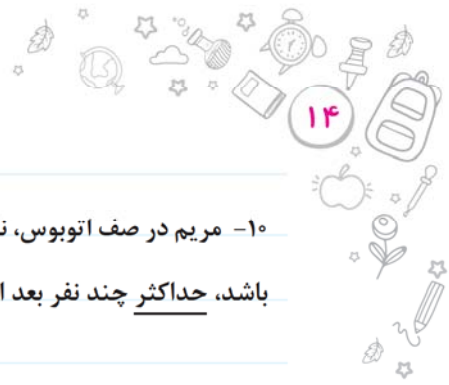 ۱۴
۱۰- مریم در صف اتوبوس،
باشد، حداکثر چند نفر بعد